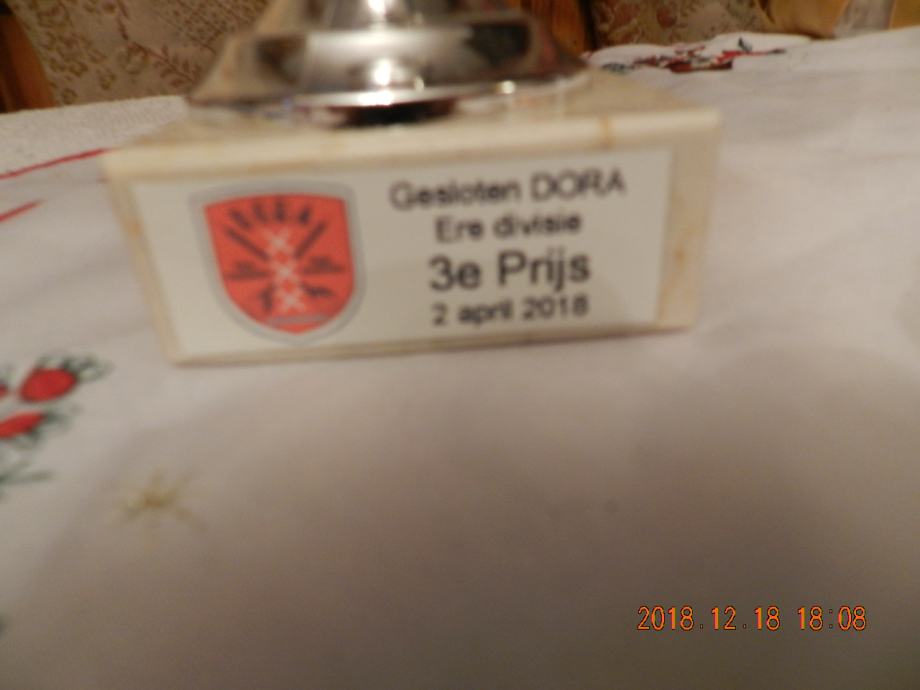 Gesloten DORA
Ere divisie
3e Prijs
2 april 2018
2018.12.18 18:08